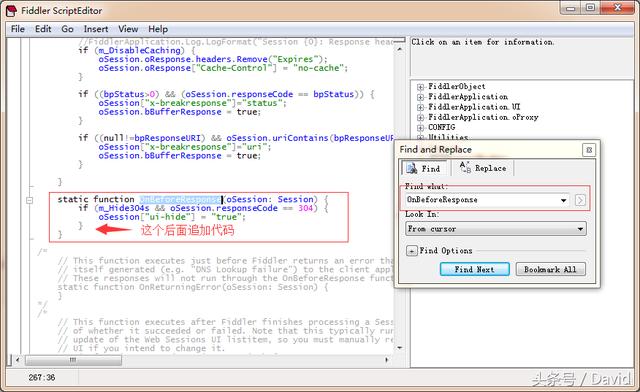 Fiddler ScriptEditor
File Edit Go Insert View Help
//FiddlerApplication.Log.LogFormat("Session {0}: Response heade
if (m_DisableCaching) {
oSession.oResponse.headers.Remove("Expires");
oSession.oResponse["Cache-Control"] = "no-cache";
}
if ((bpStatus>0) && (oSession.responseCode == bpStatus)) {
oSession["x-breakresponse"]="status";
oSession.bBufferResponse = true;
}
if ((null!=bpResponseURI) && oSession.uriContains(bpResponseUR
oSession["x-breakresponse"]="uri";
oSession.bBufferResponse = true;
}
}
static function OnBeforeResponse(oSession: Session) {
if (m_Hide304s && oSession.responseCode == 304) {
oSession["ui-hide"] = "true";
}
这个后面追加代码
}
/*
// This function executes just before Fiddler returns an error tha
// itself generated (e.g. "DNS Lookup failure") to the client app
// These responses will not run through the OnBeforeResponse funct
static function OnReturningError(oSession: Session) {
}
*/
/*
// This function executes after Fiddler finishes processing a Sess
// of whether it succeeded or failed. Note that this typically run
// update of the Web Sessions UI listitem, so you must manually re
// UI if you intend to change it.
267:36
Click on an item for information.
FiddlerObject
FiddlerApplication
FiddlerApplication.UI
FiddlerApplication.oProxy
CONFIG
Utilities
Find and Replace
Find
Replace
Find what:
OnBeforeResponse
Look In:
From cursor
Find Options
Find Next
Bookmark All
头条号 / David